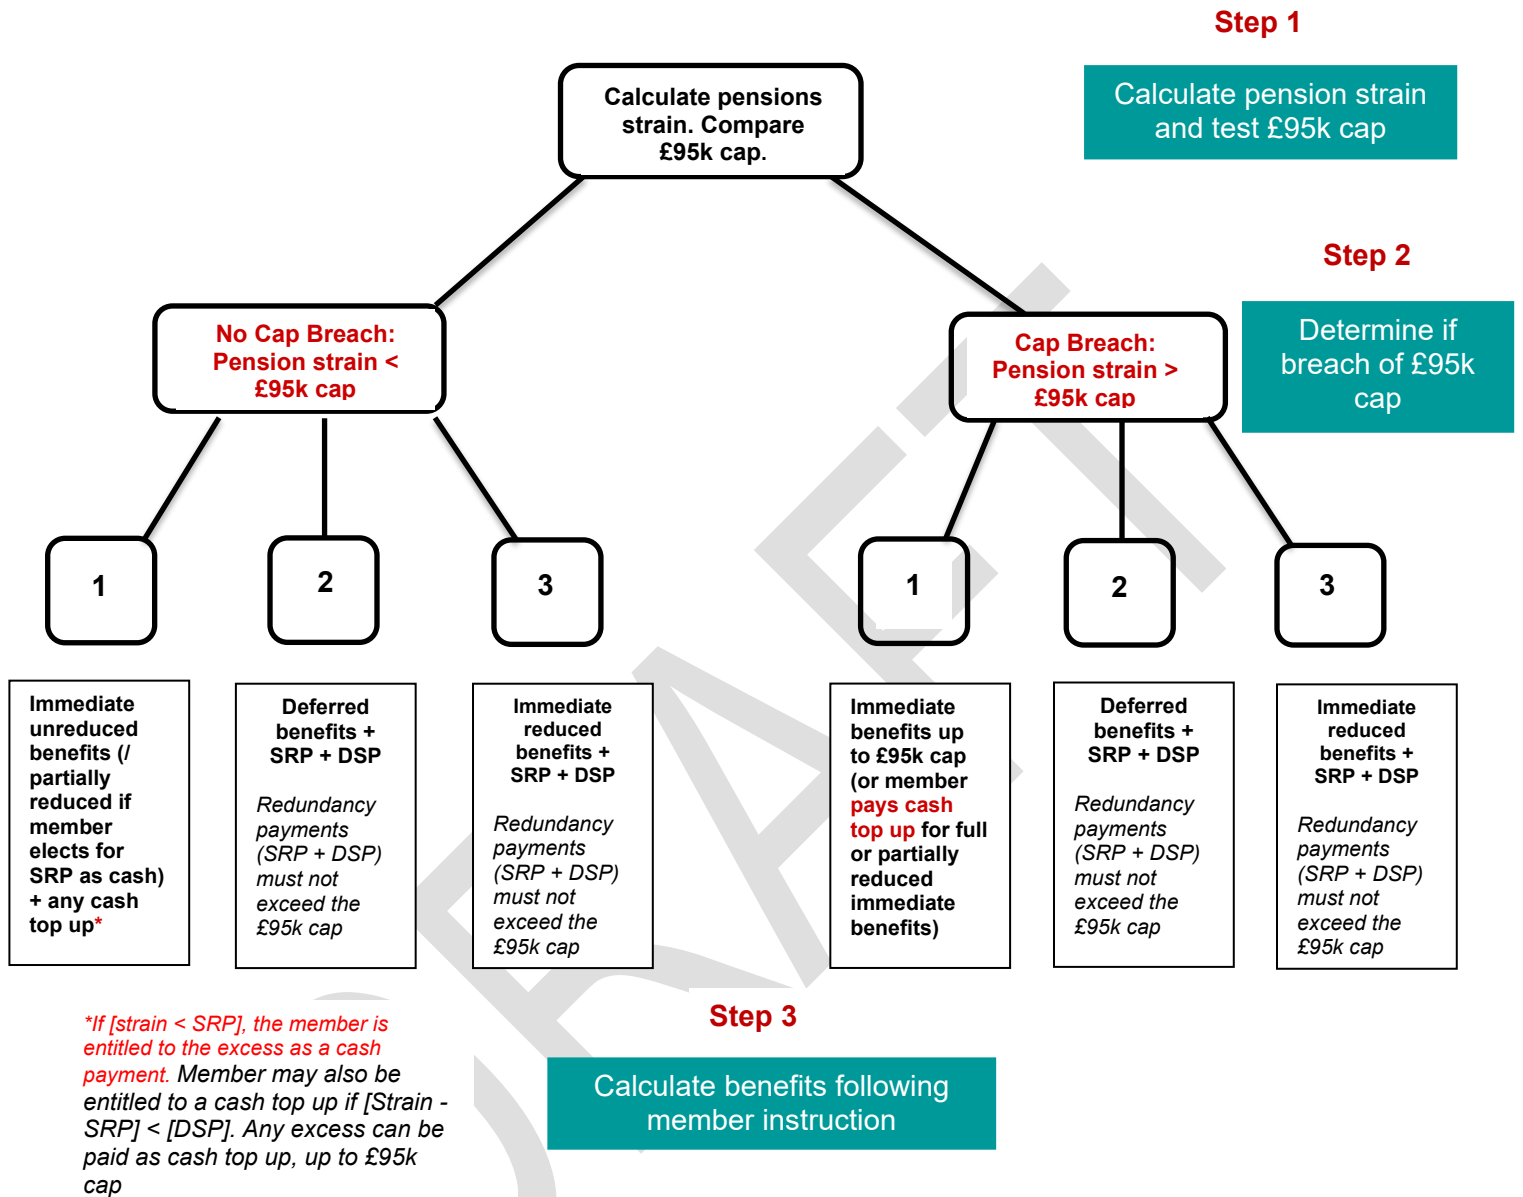 Step 1
Calculate pensions
strain. Compare
£95k cap.
Calculate pension strain
and test £95k cap
Step 2
No Cap Breach:
Pension strain <
£95k cap
Cap Breach:
Pension strain >
£95k cap
Determine if
breach of £95k
cap
1
2
3
1
2
3
Immediate
unreduced
benefits (/
partially
reduced if
member
elects for
SRP as cash)
+ any cash
top up*
Deferred
benefits +
SRP + DSP
Redundancy
payments
(SRP + DSP)
must not
exceed the
£95k cap
Immediate
reduced
benefits +
SRP + DSP
Redundancy
payments
(SRP + DSP)
must not
exceed the
£95k cap
Immediate
benefits up
to £95k cap
(or member
pays cash
top up for full
or partially
reduced
immediate
benefits)
Deferred
benefits +
SRP + DSP
Redundancy
payments
(SRP + DSP)
must not
exceed the
£95k cap
Immediate
reduced
benefits +
SRP + DSP
Redundancy
payments
(SRP + DSP)
must not
exceed the
£95k cap
*If [strain < SRP], the member is
entitled to the excess as a cash
payment. Member may also be
entitled to a cash top up if [Strain -
SRP] < [DSP]. Any excess can be
paid as cash top up, up to £95k
cap
Step 3
Calculate benefits following
member instruction
DRAFT